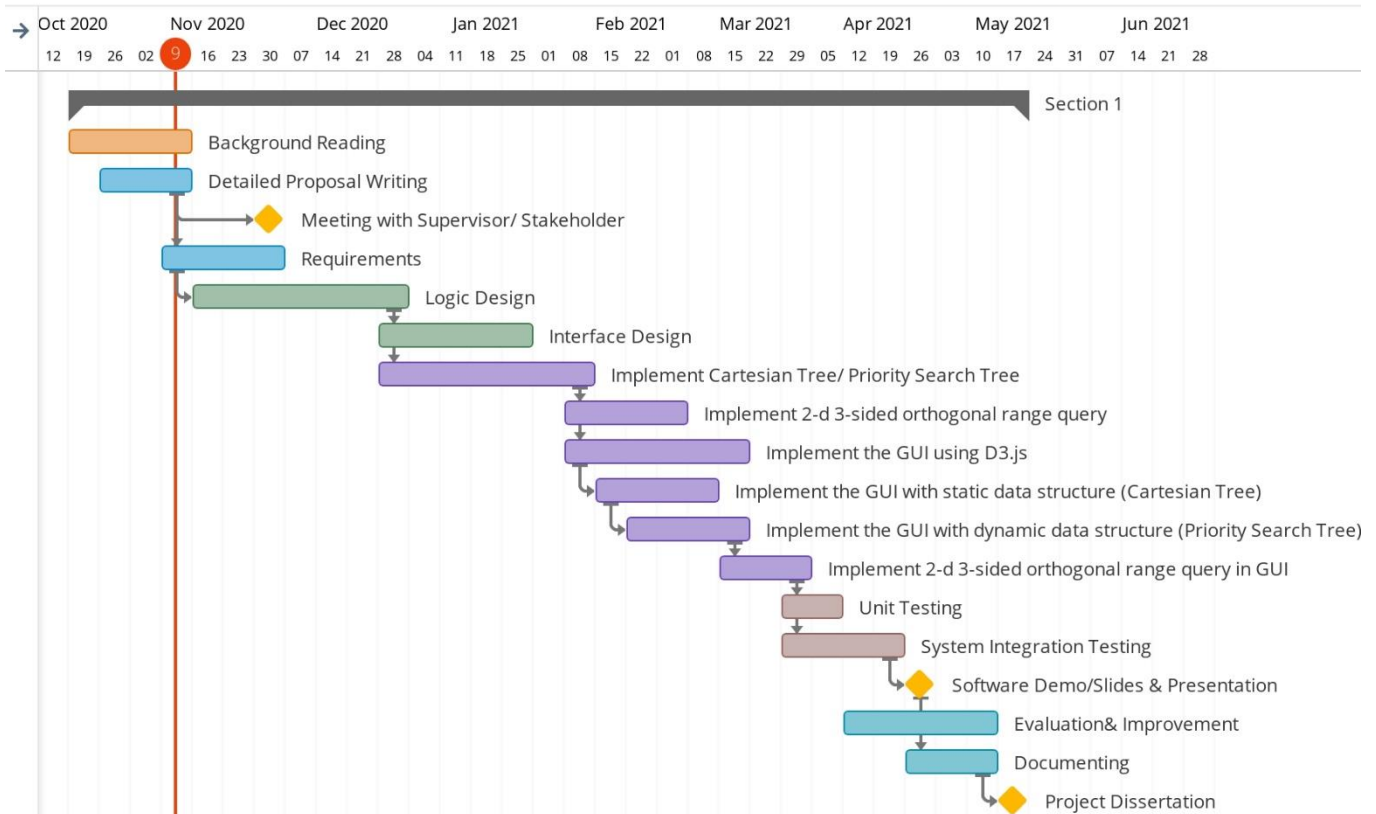 Oct 2020 Nov 2020 Dec 2020 Jan 2021 Feb 2021 Mar 2021 Apr 2021 May 2021 Jun 2021
12 19 26 02 9 16 23 30 07 14 21 28 04 11 18 25 01 08 15 22 01 08 15 22 29 05 12 19 26 03 10 17 24 31 07 14 21 28
Section 1
Background Reading
Detailed Proposal Writing
Meeting with Supervisor/ Stakeholder
Requirements
Logic Design
Interface Design
Implement Cartesian Tree/ Priority Search Tree
Implement 2-d 3-sided orthogonal range query
Implement the GUI using D3.js
Implement the GUI with static data structure (Cartesian Tree)
Implement the GUI with dynamic data structure (Priority Search Tree)
Implement 2-d 3-sided orthogonal range query in GUI
Unit Testing
System Integration Testing
Software Demo/Slides & Presentation
Evaluation& Improvement
Documenting
Project Dissertation